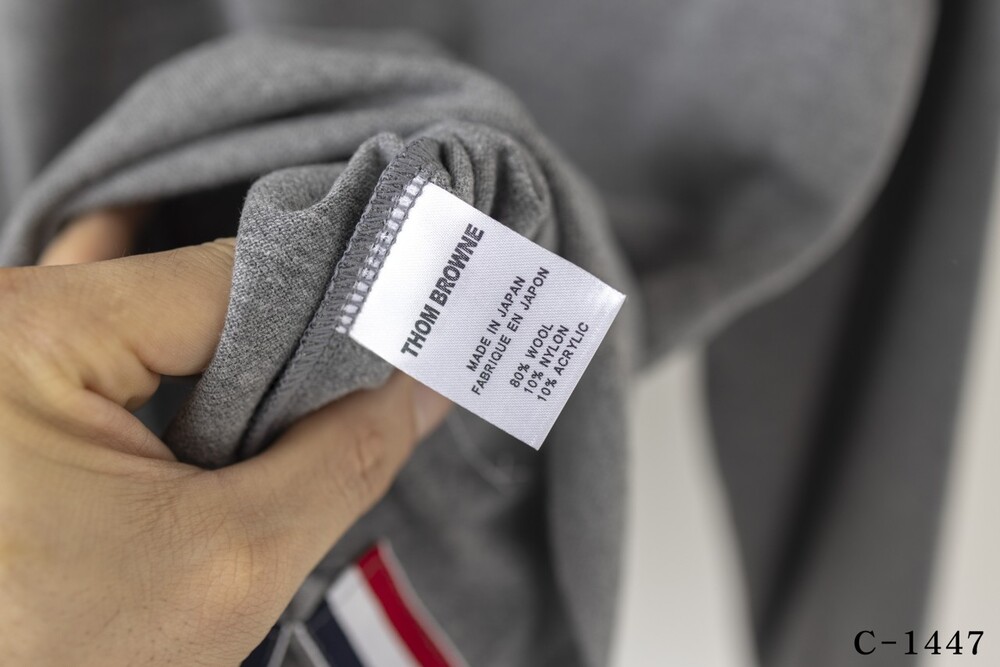 THOM BROWNE
MADE IN JAPAN
FABRIQUE EN JAPON
80% WOOL
10% NYLON
10% ACRYLIC
C-1447